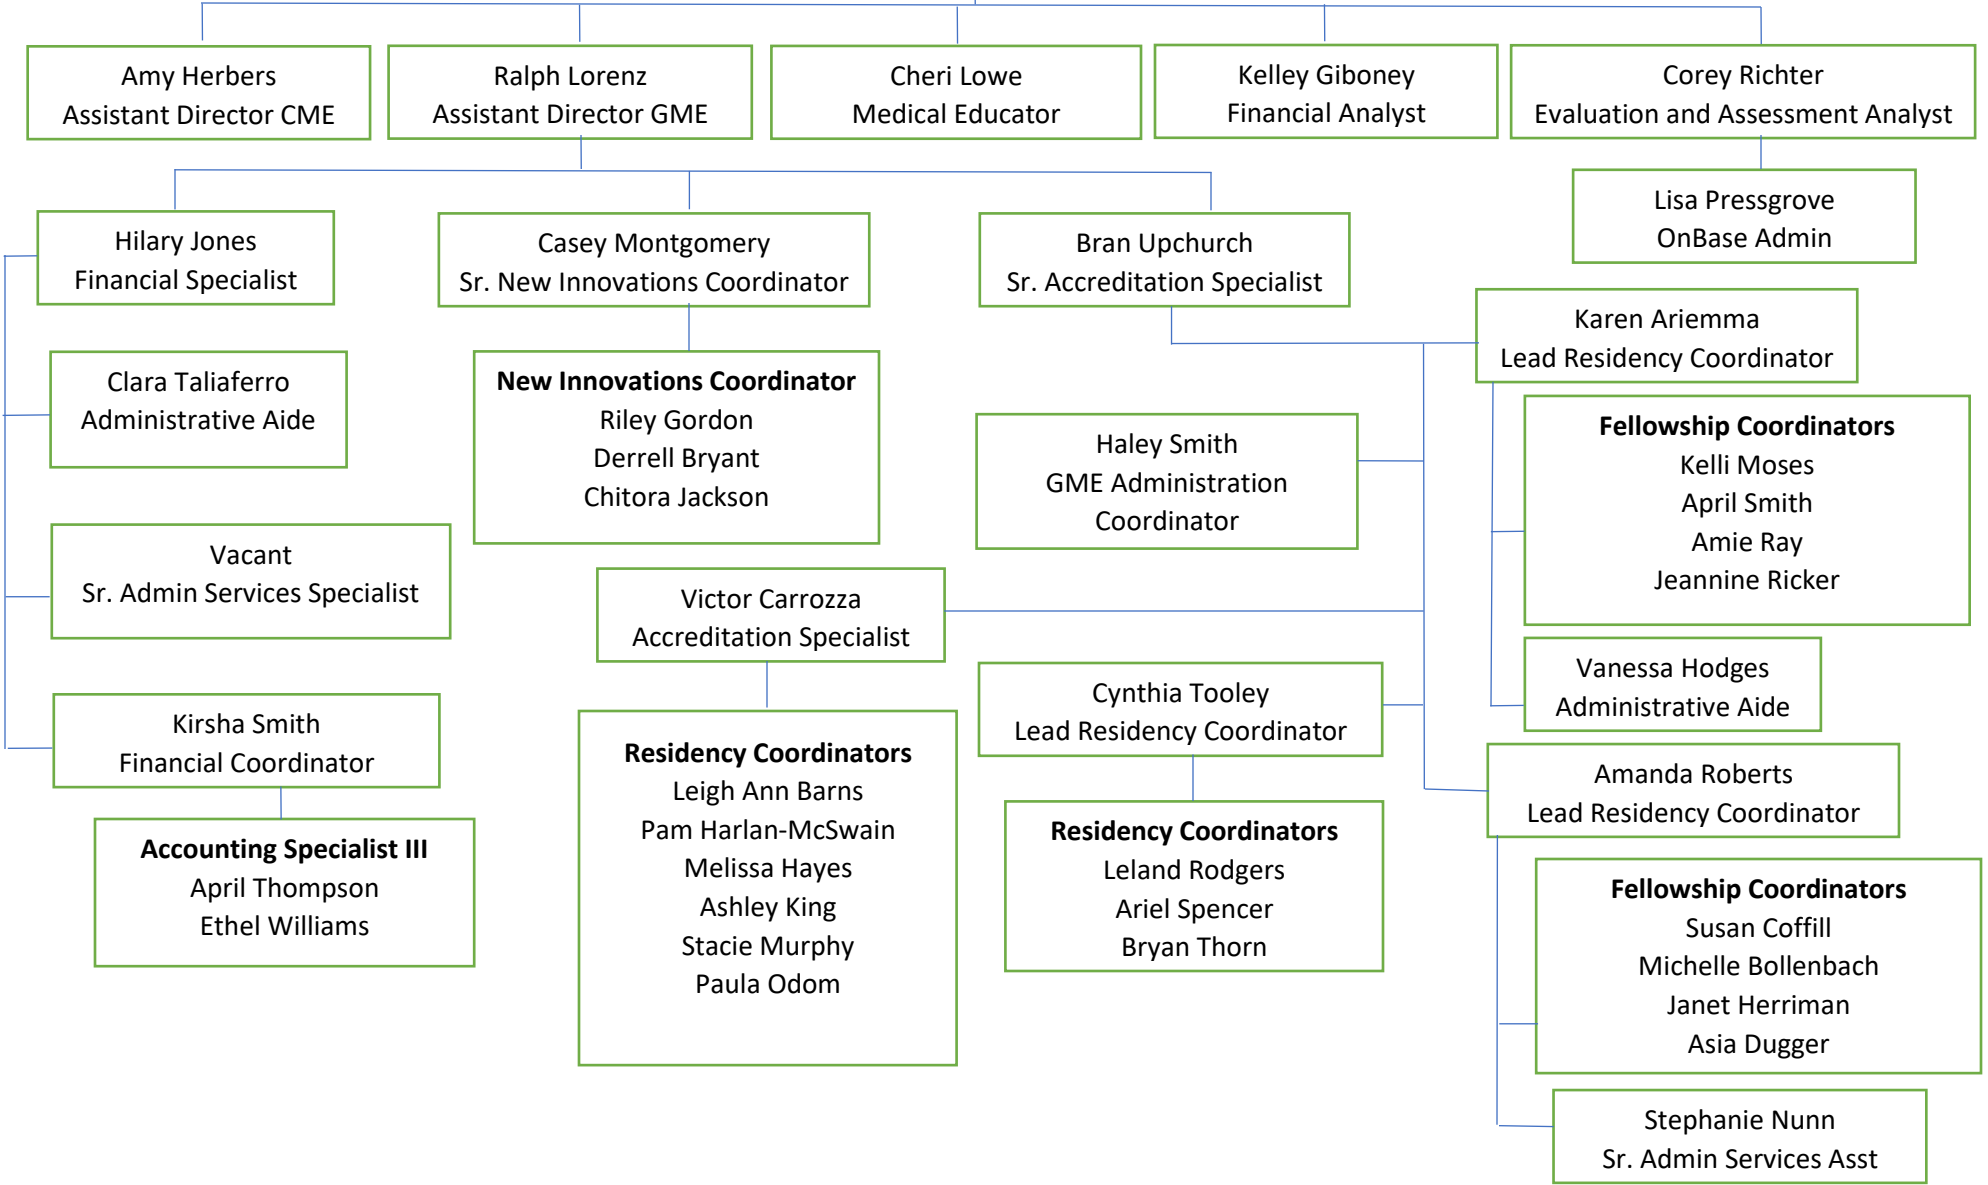 Amy Herbers
Assistant Director CME
Ralph Lorenz
Assistant Director GME
Cheri Lowe
Medical Educator
Kelley Giboney
Financial Analyst
Corey Richter
Evaluation and Assessment Analyst
Lisa Pressgrove
OnBase Admin
Hilary Jones
Financial Specialist
Casey Montgomery
Sr. New Innovations Coordinator
Bran Upchurch
Sr. Accreditation Specialist
Karen Ariemma
Lead Residency Coordinator
Clara Taliaferro
Administrative Aide
New Innovations Coordinator
Riley Gordon
Derrell Bryant
Chitora Jackson
Haley Smith
GME Administration
Coordinator
Fellowship Coordinators
Kelli Moses
April Smith
Amie Ray
Jeannine Ricker
Vacant
Sr. Admin Services Specialist
Victor Carrozza
Accreditation Specialist
Vanessa Hodges
Administrative Aide
Kirsha Smith
Financial Coordinator
Cynthia Tooley
Lead Residency Coordinator
Amanda Roberts
Lead Residency Coordinator
Accounting Specialist III
April Thompson
Ethel Williams
Residency Coordinators
Leigh Ann Barns
Pam Harlan-McSwain
Melissa Hayes
Ashley King
Stacie Murphy
Paula Odom
Residency Coordinators
Leland Rodgers
Ariel Spencer
Bryan Thorn
Fellowship Coordinators
Susan Coffill
Michelle Bollenbach
Janet Herriman
Asia Dugger
Stephanie Nunn
Sr. Admin Services Asst